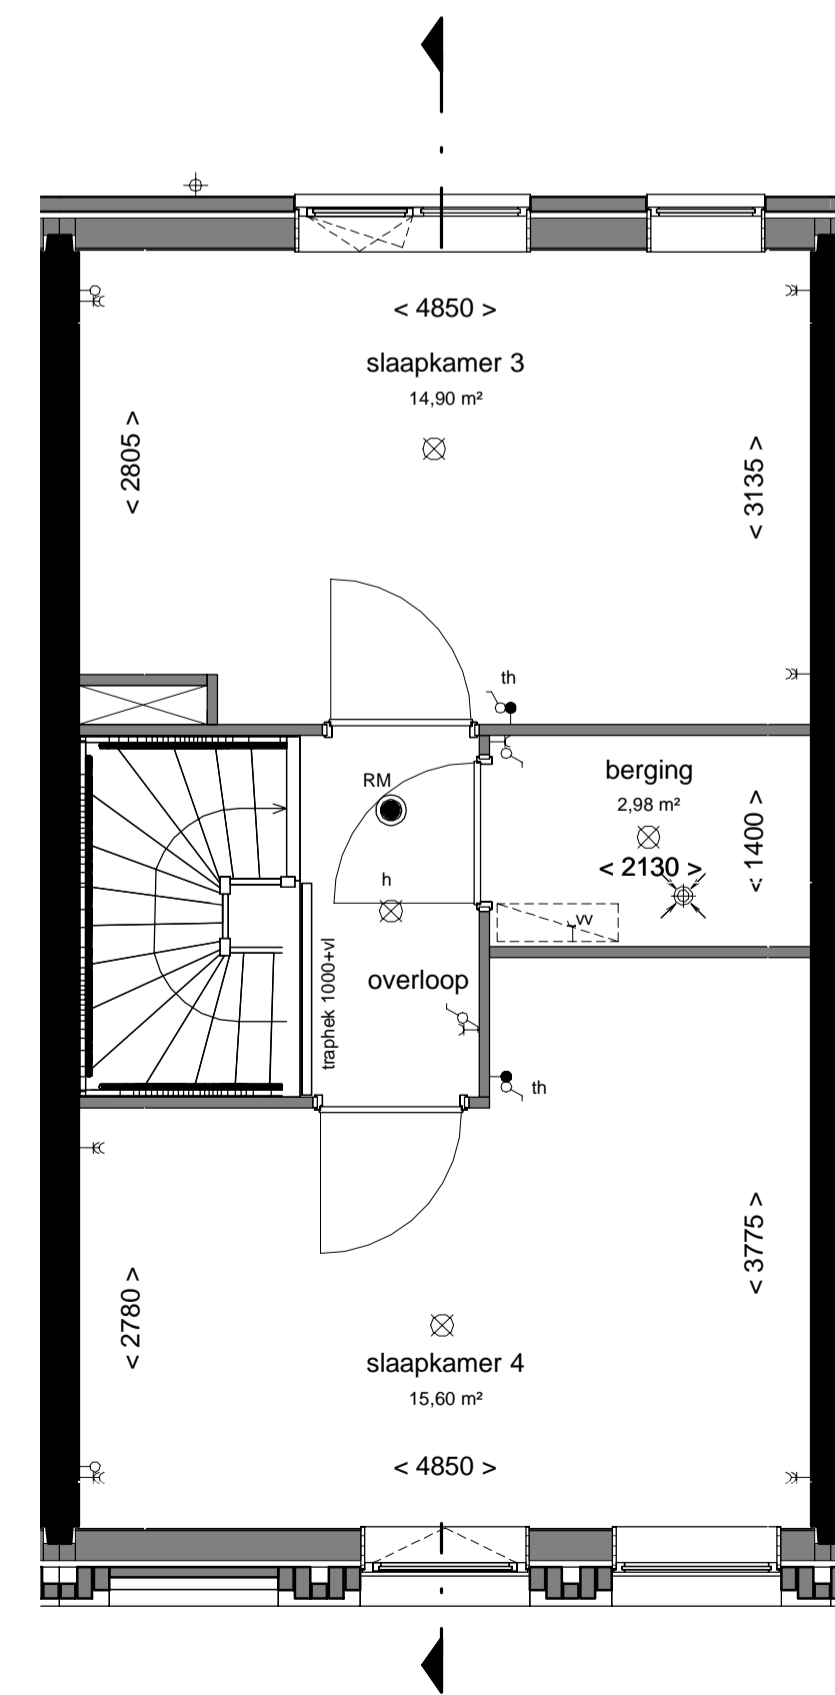 < 4850 >
slaapkamer 3
14,90 m²
< 2805 >
< 3135 >
th
RM
berging
2,98 m²
< 2130 >
< 1400 >
h
vv
overloop
traphek 1000+vl
th
< 3775 >
< 2780 >
slaapkamer 4
15,60 m²
< 4850 >